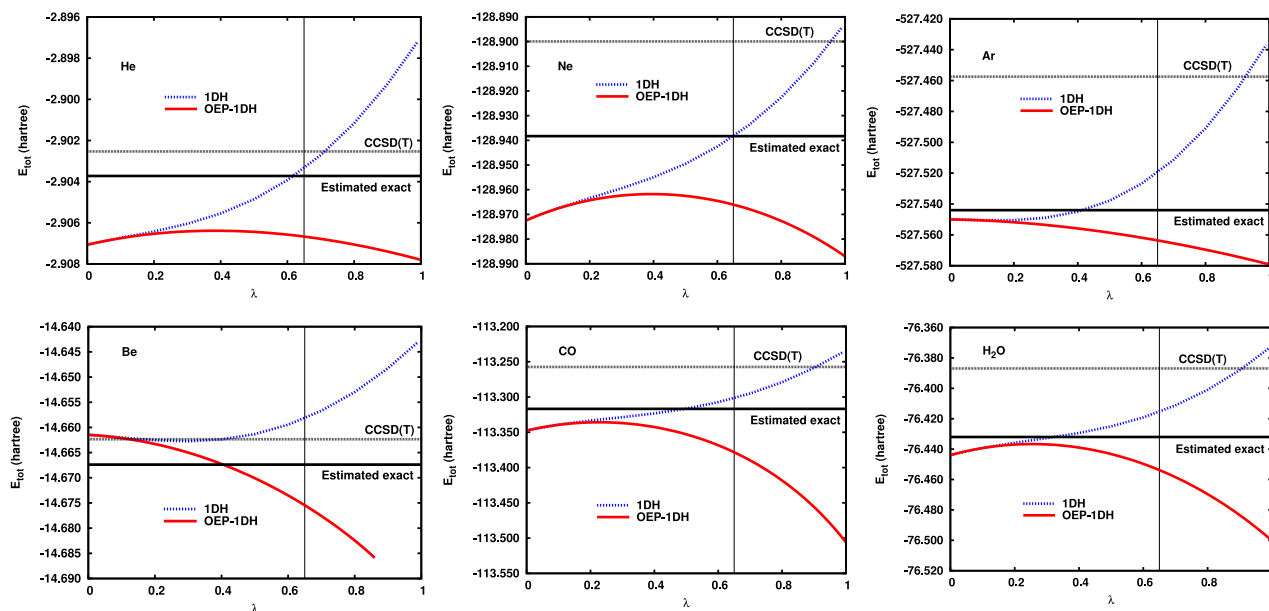 -2.896
-2.898
-2.900
-2.902
-2.904
-2.906
-2.908
E_tot (hartree)
He
1DH
OEP-1DH
CCSD(T)
Estimated exact
0 0.2 0.4 0.6 0.8 1
λ
-128.890
-128.900
-128.910
-128.920
-128.930
-128.940
-128.950
-128.960
-128.970
-128.980
-128.990
E_tot (hartree)
Ne
CCSD(T)
1DH
OEP-1DH
Estimated exact
0 0.2 0.4 0.6 0.8 1
λ
-527.420
-527.440
-527.460
-527.480
-527.500
-527.520
-527.540
-527.560
-527.580
E_tot (hartree)
Ar
CCSD(T)
1DH
OEP-1DH
Estimated exact
0 0.2 0.4 0.6 0.8 1
λ
-14.640
-14.645
-14.650
-14.655
-14.660
-14.665
-14.670
-14.675
-14.680
-14.685
-14.690
E_tot (hartree)
Be
CCSD(T)
Estimated exact
1DH
OEP-1DH
0 0.2 0.4 0.6 0.8 1
λ
-113.200
-113.250
-113.300
-113.350
-113.400
-113.450
-113.500
-113.550
E_tot (hartree)
CO
CCSD(T)
Estimated exact
1DH
OEP-1DH
0 0.2 0.4 0.6 0.8 1
λ
-76.360
-76.380
-76.400
-76.420
-76.440
-76.460
-76.480
-76.500
-76.520
E_tot (hartree)
H₂O
CCSD(T)
Estimated exact
1DH
OEP-1DH
0 0.2 0.4 0.6 0.8 1
λ